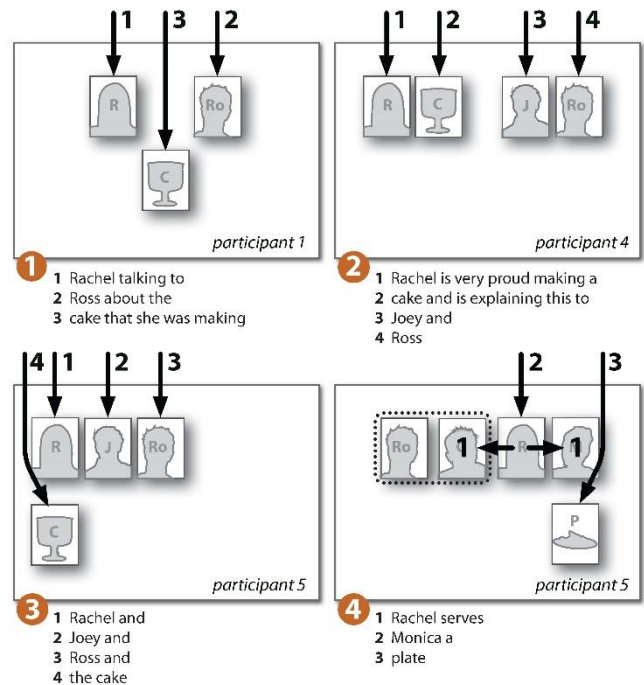 1 3 2
R Ro
C
participant 1
1
1 Rachel talking to
2 Ross about the
3 cake that she was making
1 2 3 4
R C J Ro
participant 4
2
1 Rachel is very proud making a
2 cake and is explaining this to
3 Joey and
4 Ross
4 1 2 3
R J Ro
C
participant 5
3
1 Rachel and
2 Joey and
3 Ross and
4 the cake
2 3
Ro 1 R 1
P
participant 5
4
1 Rachel serves
2 Monica a
3 plate